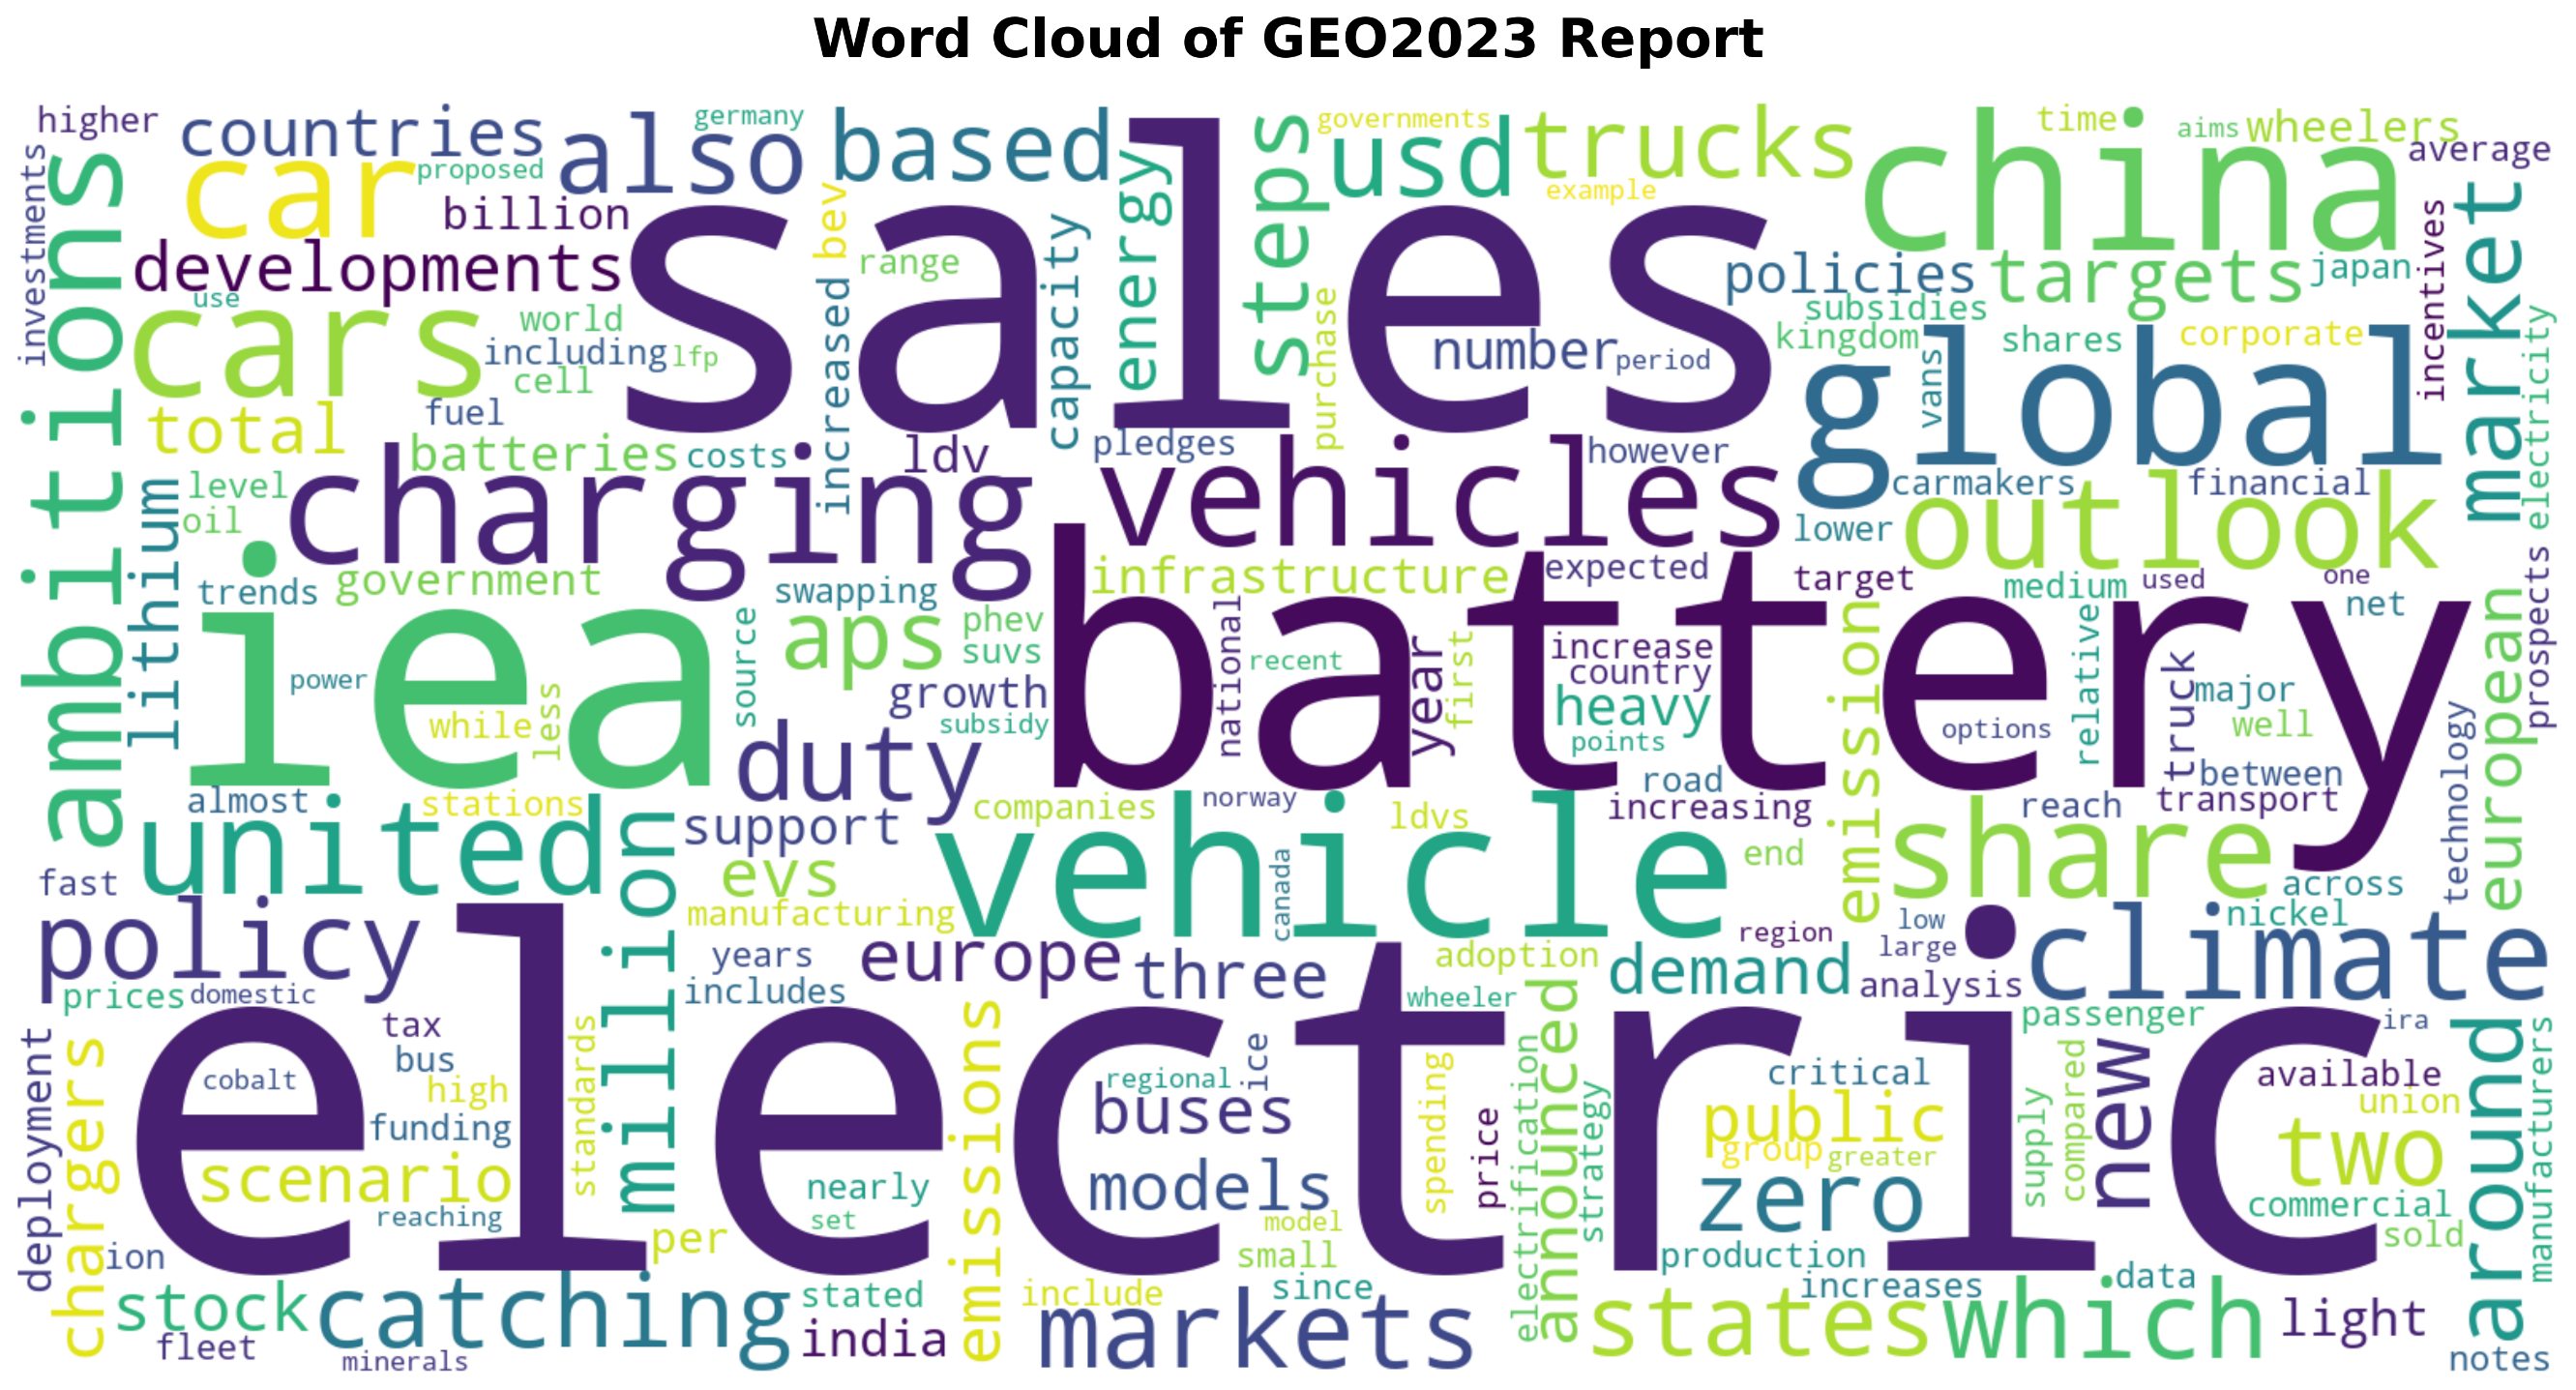 Word Cloud of GEO2023 Report
higher
countries
germany
also
based
governments
usd
trucks
china
time
aims
wheelers
average
investments
ambitions
car
proposed
billion
bev
energy
steps
example
market
developments
sales
range
capacity
policies
targets
japan
incentives
use
cars
world
including
lfp
cell
increased
purchase
number
period
subsidies
kingdom
vans
shares
corporate
electricity
global
total
fuel
batteries
costs
ldv
pledges
however
carmakers
financial
lithium
level
oil
charging
vehicles
lower
outlook
trends
government
swapping
infrastructure
expected
target
medium
used
one
net
prospects
european
iea
source
aps
phev
suvs
battery
national
recent
year
first
increase
country
heavy
points
emission
relative
truck
major
well
power
while
less
growth
subsidy
duty
options
technology
between
road
almost
stations
companies
norway
ldvs
increasing
reach
transport
united
million
support
evs
vehicle
canada
end
share
fast
manufacturing
across
nickel
policy
years
europe
three
adoption
region
low
large
climate
demand
analysis
prices
domestic
includes
wheeler
passenger
ira
deployment
chargers
tax
bus
high
standards
cobalt
electric
emissions
regional
ice
buses
spending
price
electrification
announced
strategy
critical
public
group
greater
supply
compared
new
available
union
two
around
manufacturers
funding
scenario
reaching
nearly
set
models
model
small
zero
commercial
sold
ion
per
production
stock
catching
stated
include
since
increases
data
states
which
light
fleet
minerals
india
markets
notes